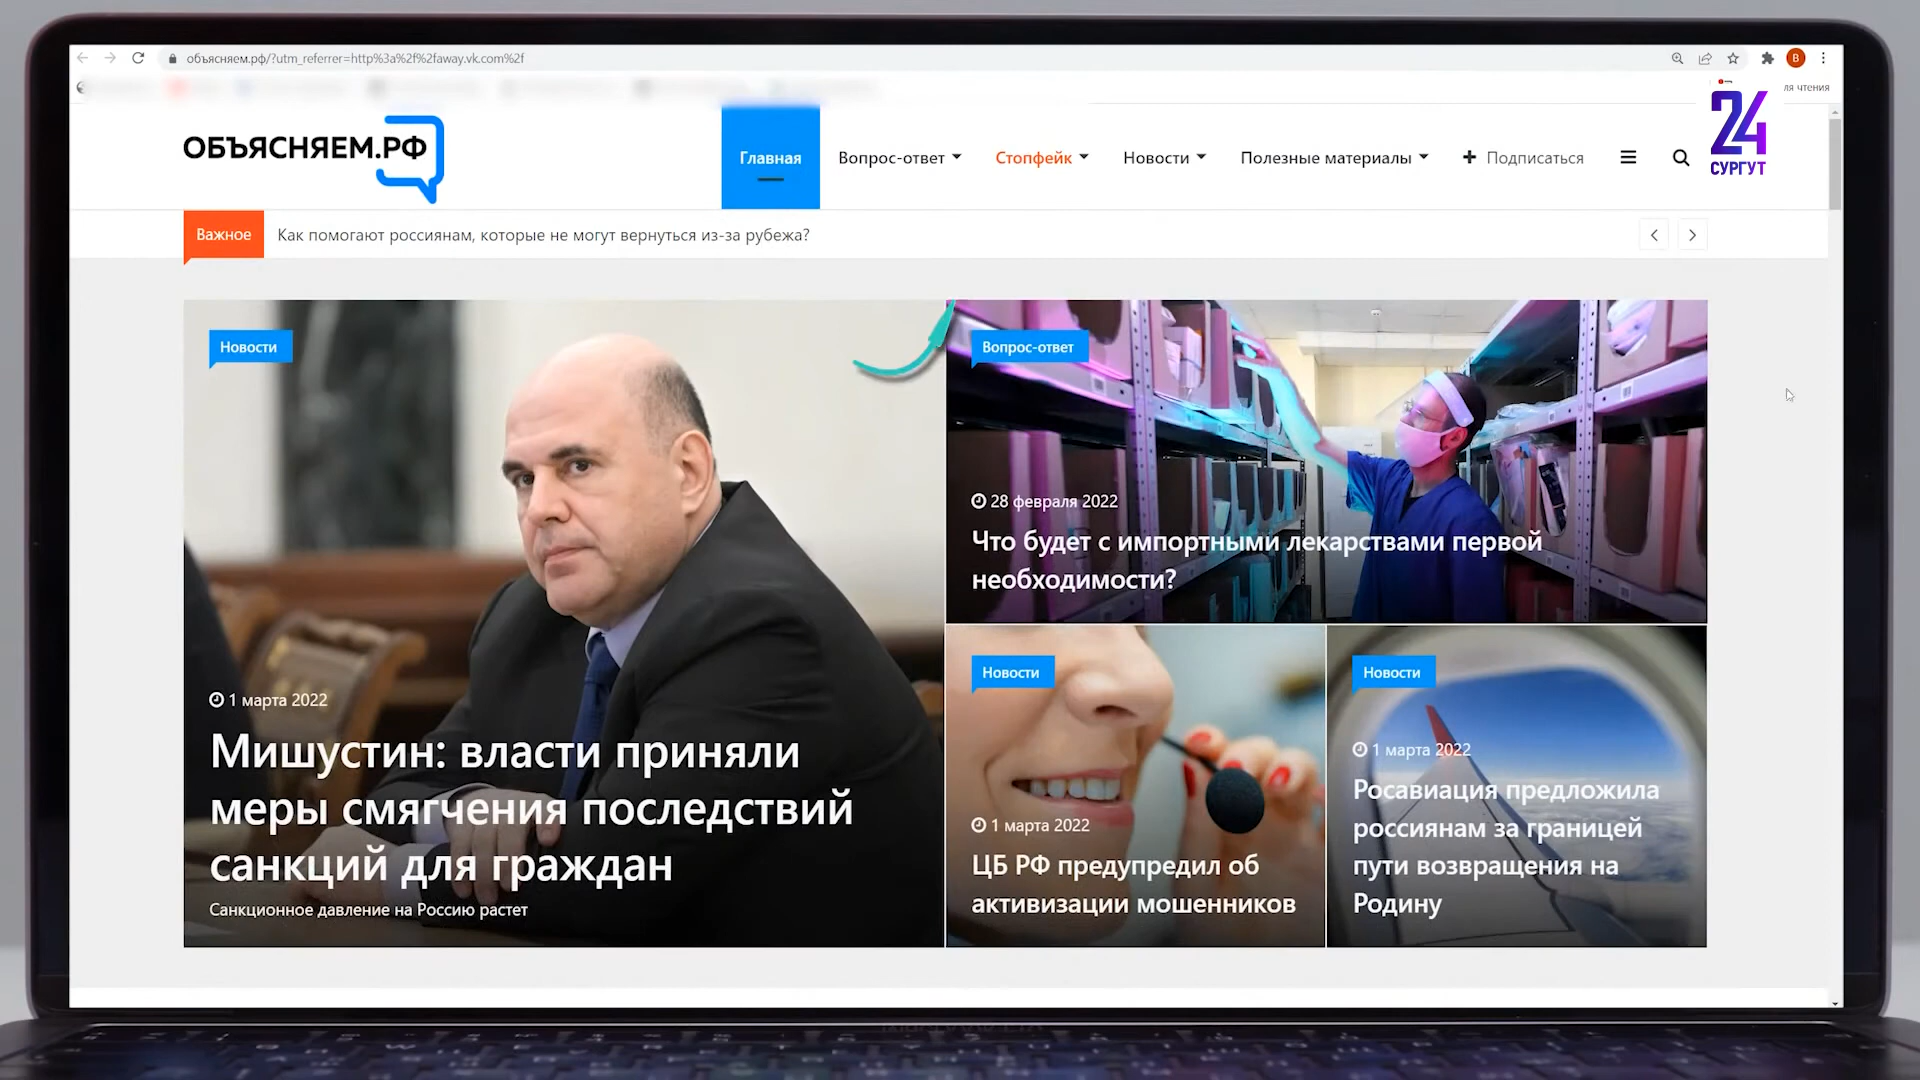 объясняем.рф/?utm_referrer=http%3a%2f%2faway.vk.com%2f
В
ля чтения
24
СУРГУТ
ОБЪЯСНЯЕМ.РФ
Главная
Вопрос-ответ
Стопфейк
Новости
Полезные материалы
Подписаться
Важное
Как помогают россиянам, которые не могут вернуться из-за рубежа?
Новости
1 марта 2022
Мишустин: власти приняли
меры смягчения последствий
санкций для граждан
Санкционное давление на Россию растет
Вопрос-ответ
28 февраля 2022
Что будет с импортными лекарствами первой
необходимости?
Новости
1 марта 2022
ЦБ РФ предупредил об
активизации мошенников
Новости
1 марта 2022
Росавиация предложила
россиянам за границей
пути возвращения на
Родину